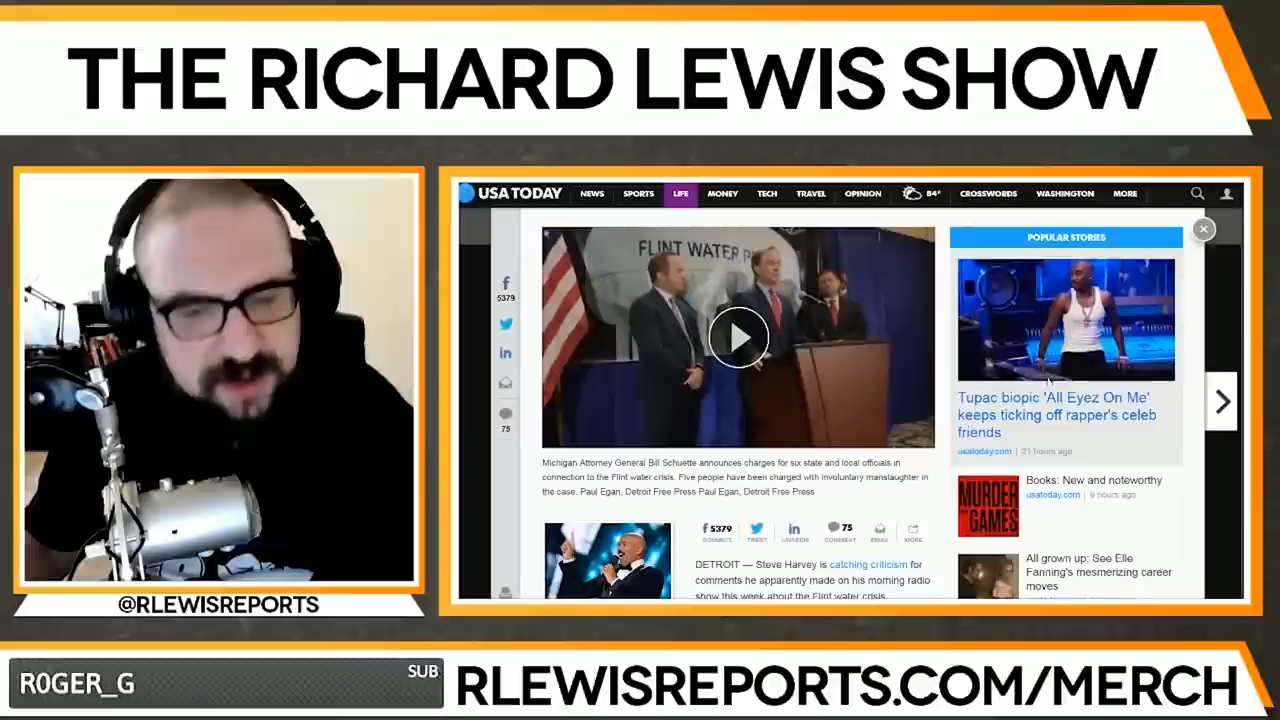 THE RICHARD LEWIS SHOW
USA TODAY
NEWS
SPORTS
LIFE
MONEY
TECH
TRAVEL
OPINION
84°
CROSSWORDS
WASHINGTON
MORE
5379
75
FLINT WATER
Michigan Attorney General Bill Schuette announces charges for six state and local officials in
connection to the Flint water crisis. Five people have been charged with involuntary manslaughter in
the case. Paul Egan, Detroit Free Press Paul Egan, Detroit Free Press
5379
CONNECT
TWEET
LINKEDIN
75
COMMENT
EMAIL
MORE
DETROIT — Steve Harvey is catching criticism for
comments he apparently made on his morning radio
show this week about the Flint water crisis.
POPULAR STORIES
Tupac biopic 'All Eyez On Me'
keeps ticking off rapper's celeb
friends
usatoday.com | 21 hours ago
MURDER
GAMES
Books: New and noteworthy
usatoday.com | 9 hours ago
All grown up: See Elle
Fanning's mesmerizing career
moves
@RLEWISREPORTS
R0GER_G
SUB
RLEWISREPORTS.COM/MERCH